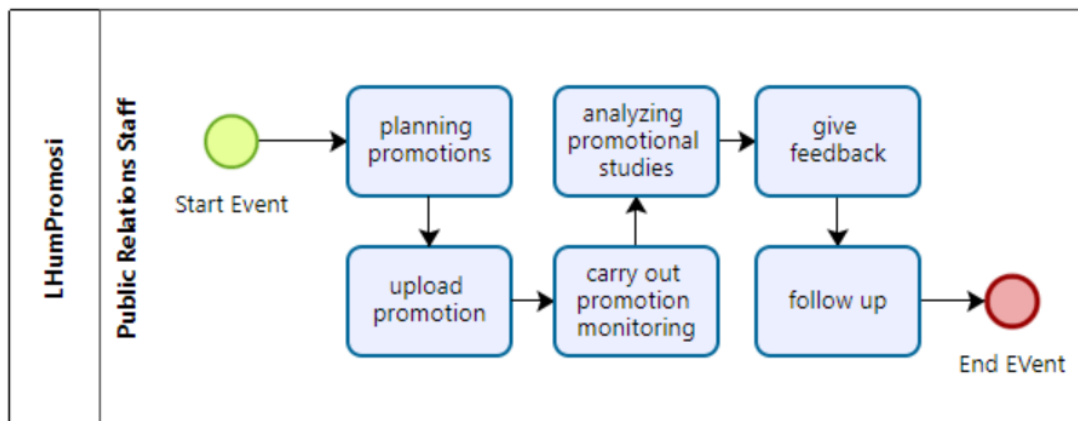 LHumPromosi
Public Relations Staff
Start Event
planning
promotions
upload
promotion
carry out
promotion
monitoring
analyzing
promotional
studies
give
feedback
follow up
End EVent